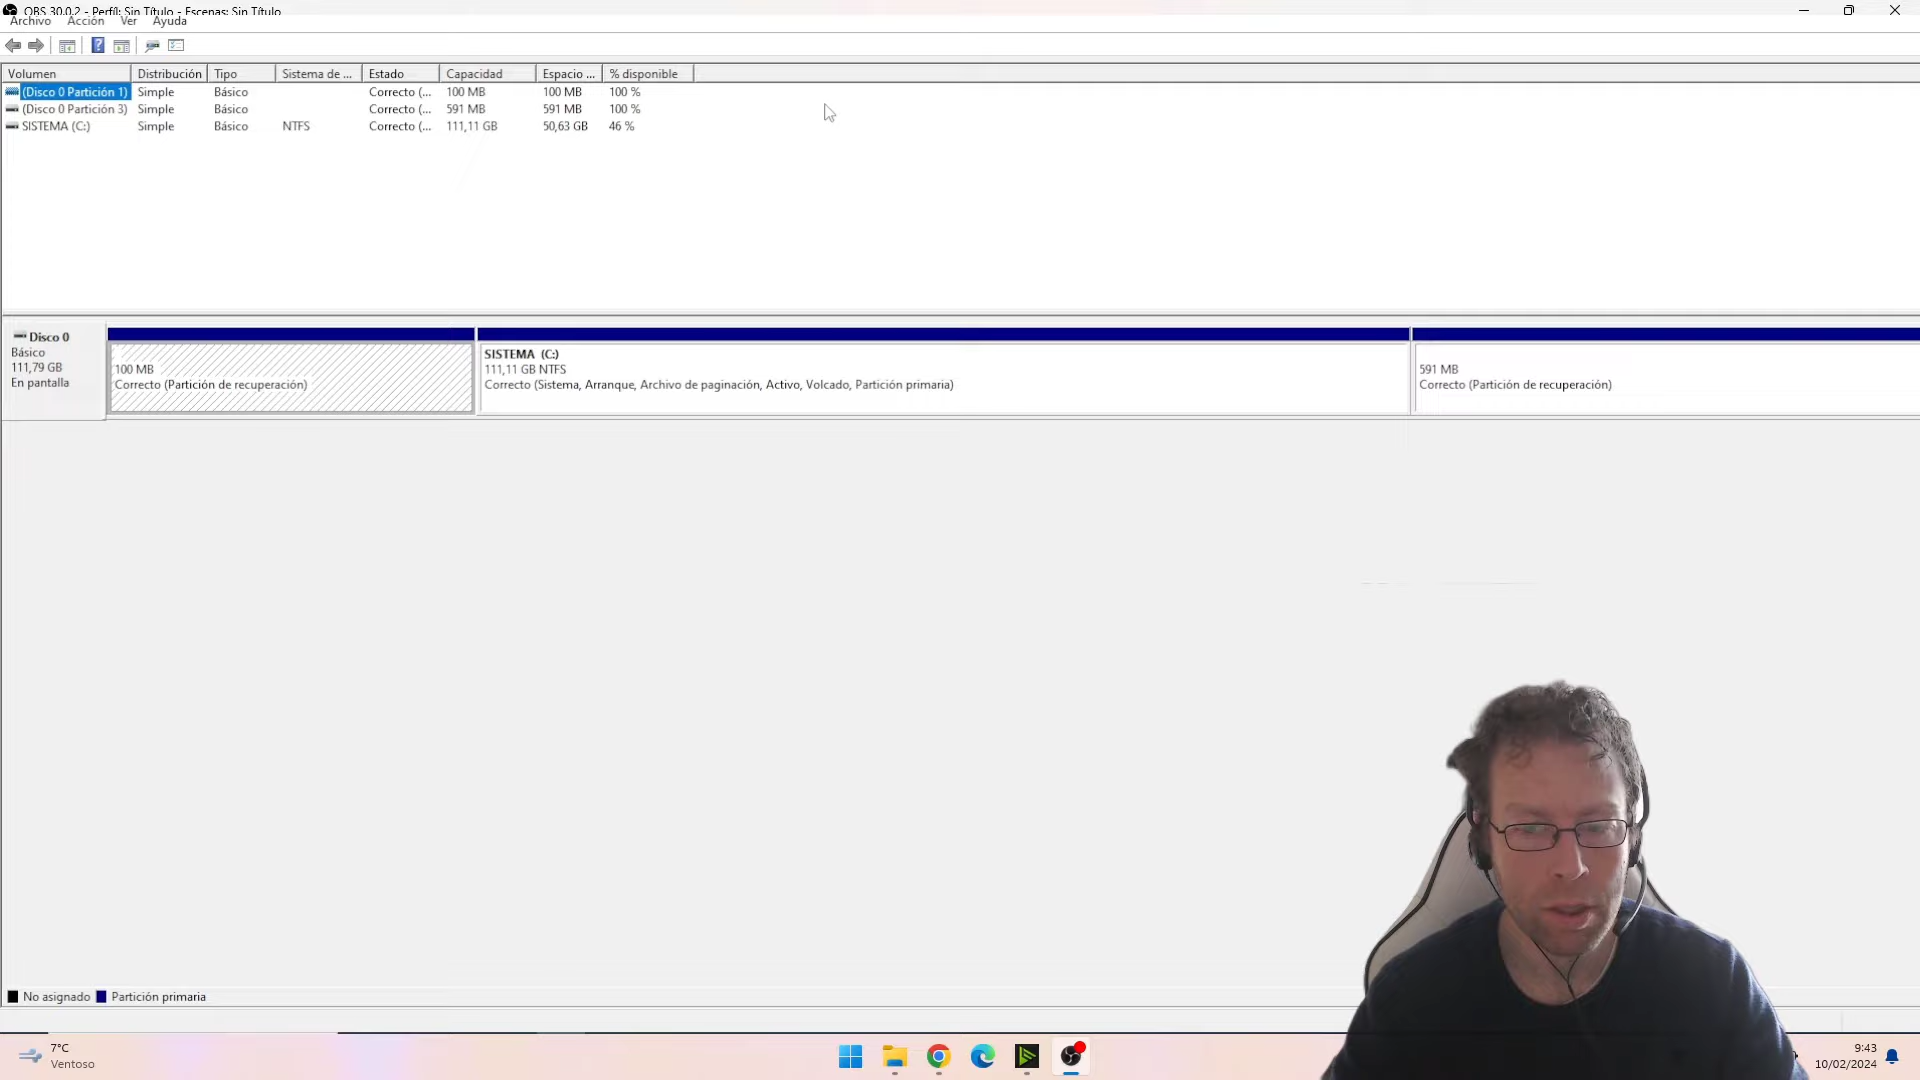 OBS 30.0.2 - Perfil: Sin Título - Escenas: Sin Título
Archivo Acción Ver Ayuda
Volumen Distribución Tipo Sistema de ... Estado Capacidad Espacio ... % disponible
(Disco 0 Partición 1) Simple Básico Correcto (... 100 MB 100 MB 100 %
(Disco 0 Partición 3) Simple Básico Correcto (... 591 MB 591 MB 100 %
SISTEMA (C:) Simple Básico NTFS Correcto (... 111,11 GB 50,63 GB 46 %
Disco 0
Básico
111,79 GB
En pantalla
100 MB
Correcto (Partición de recuperación)
SISTEMA (C:)
111,11 GB NTFS
Correcto (Sistema, Arranque, Archivo de paginación, Activo, Volcado, Partición primaria)
591 MB
Correcto (Partición de recuperación)
No asignado Partición primaria
7°C
Ventoso
9:43
10/02/2024